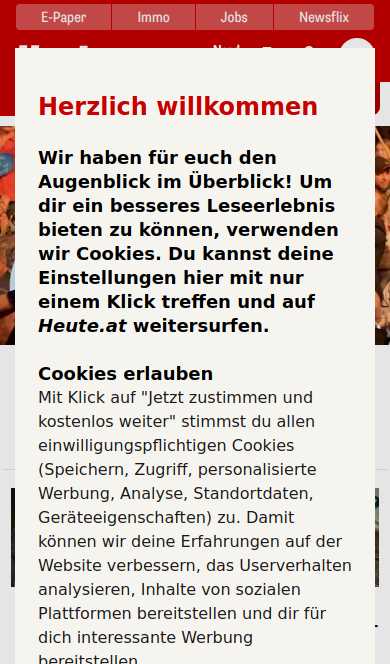 E-Paper Immo Jobs Newsflix
Herzlich willkommen
Wir haben für euch den
Augenblick im Überblick! Um
dir ein besseres Leseerlebnis
bieten zu können, verwenden
wir Cookies. Du kannst deine
Einstellungen hier mit nur
einem Klick treffen und auf
Heute.at weitersurfen.
Cookies erlauben
Mit Klick auf "Jetzt zustimmen und
kostenlos weiter" stimmst du allen
einwilligungspflichtigen Cookies
(Speichern, Zugriff, personalisierte
Werbung, Analyse, Standortdaten,
Geräteeigenschaften) zu. Damit
können wir deine Erfahrungen auf der
Website verbessern, das Userverhalten
analysieren, Inhalte von sozialen
Plattformen bereitstellen und dir für
dich interessante Werbung
bereitstellen